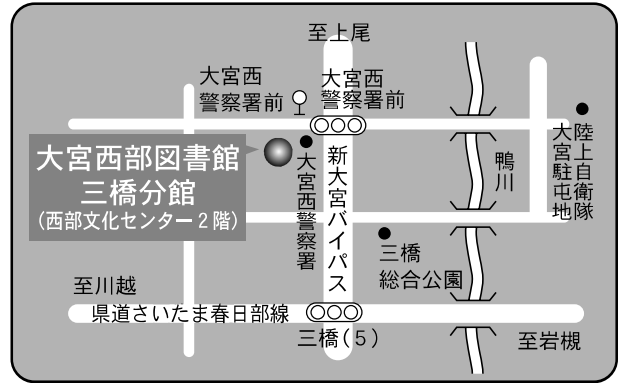 至上尾
大宮西
警察署前
大宮西
警察署前
大宮西部図書館
三橋分館
(西部文化センター2階)
大宮西警察署
新大宮バイパス
鴨川
陸上自衛隊
大宮駐屯地
三橋
総合公園
至川越
県道さいたま春日部線
三橋(5)
至岩槻